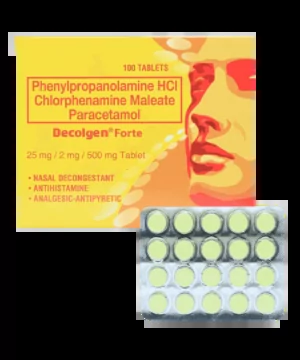 100 TABLETS
Phenylpropanolamine HCl
Chlorphenamine Maleate
Paracetamol
Decolgen® Forte
25 mg / 2 mg / 500 mg Tablet
• NASAL DECONGESTANT
• ANTIHISTAMINE
• ANALGESIC-ANTIPYRETIC